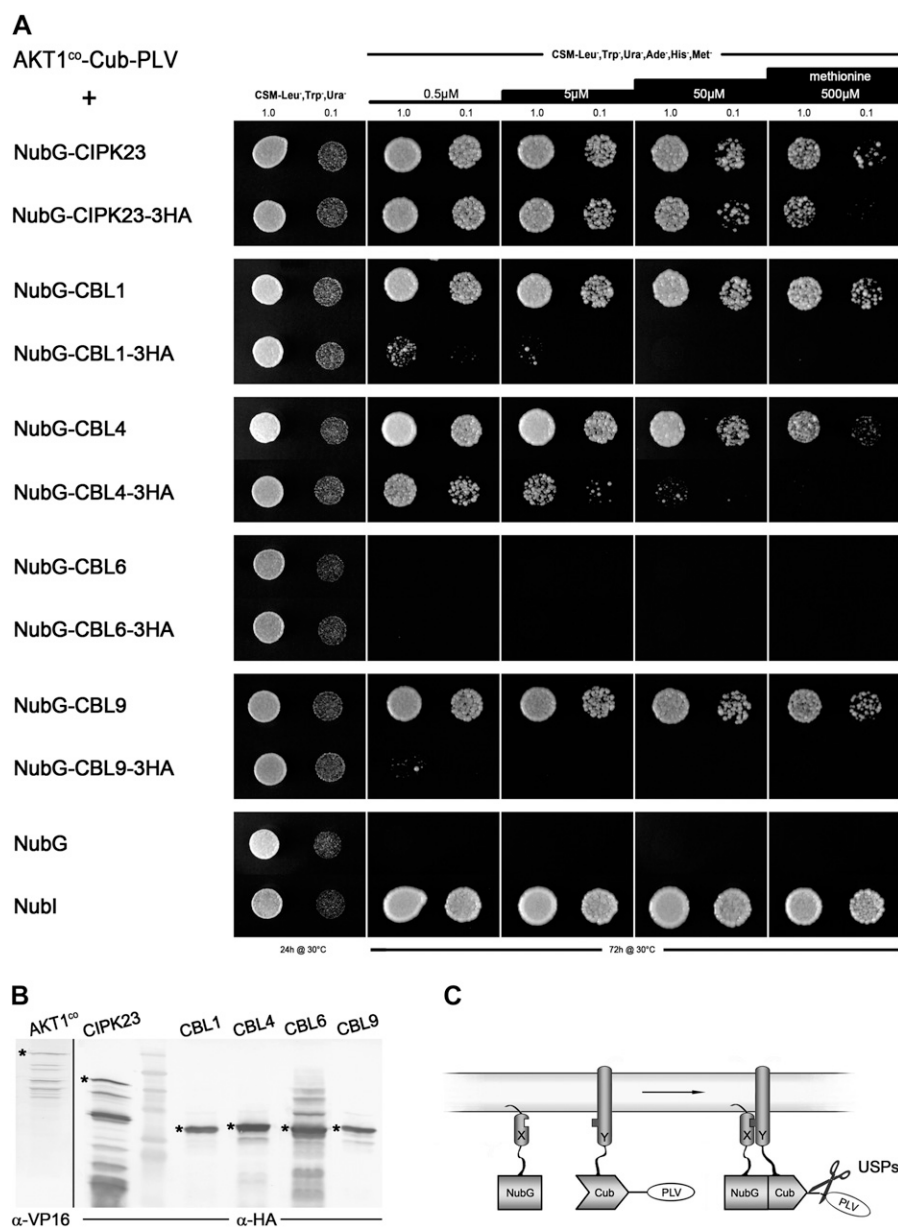 A
AKT1ᶜᵒ-Cub-PLV
+
CSM-Leu⁻,Trp⁻,Ura⁻
CSM-Leu⁻,Trp⁻,Ura⁻,Ade⁻,His⁻,Met⁻
methionine
0.5µM 5µM 50µM 500µM
1.0 0.1 1.0 0.1 1.0 0.1 1.0 0.1 1.0 0.1
NubG-CIPK23
NubG-CIPK23-3HA
NubG-CBL1
NubG-CBL1-3HA
NubG-CBL4
NubG-CBL4-3HA
NubG-CBL6
NubG-CBL6-3HA
NubG-CBL9
NubG-CBL9-3HA
NubG
NubI
24h @ 30°C 72h @ 30°C
B
AKT1ᶜᵒ CIPK23 CBL1 CBL4 CBL6 CBL9
* * * * * *
α-VP16 α-HA
C
X Y X Y
NubG Cub PLV NubG Cub PLV
USPs